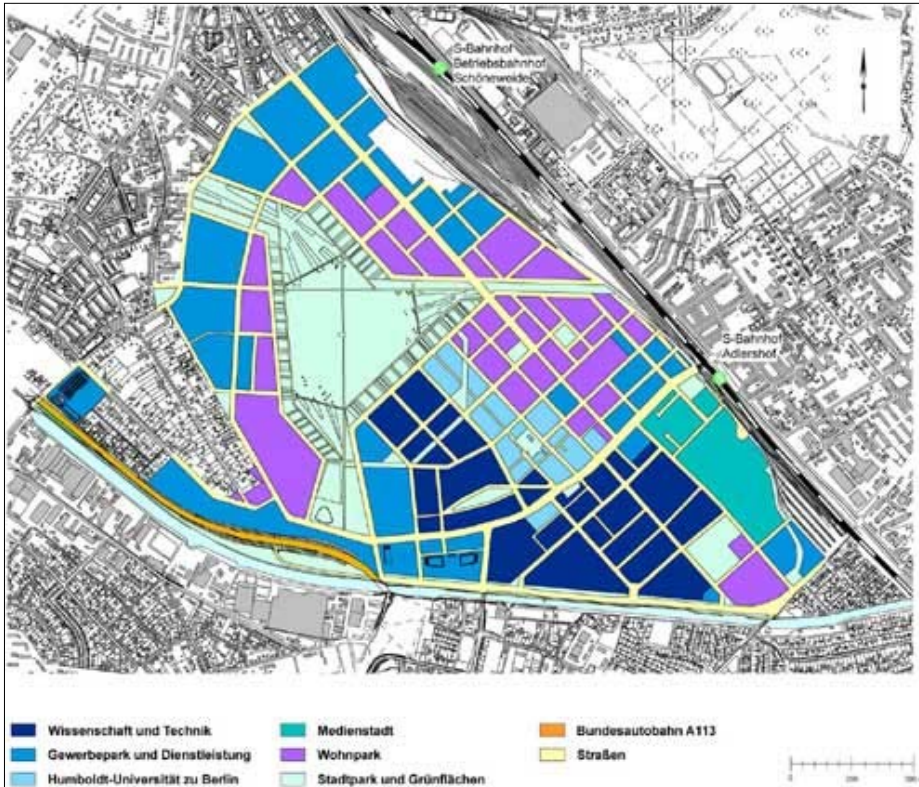 S-Bahnhof
Betriebsbahnhof
Schöneweide
S-Bahnhof
Adlershof
Wissenschaft und Technik
Gewerbepark und Dienstleistung
Humboldt-Universität zu Berlin
Medienstadt
Wohnpark
Stadtpark und Grünflächen
Bundesautobahn A113
Straßen